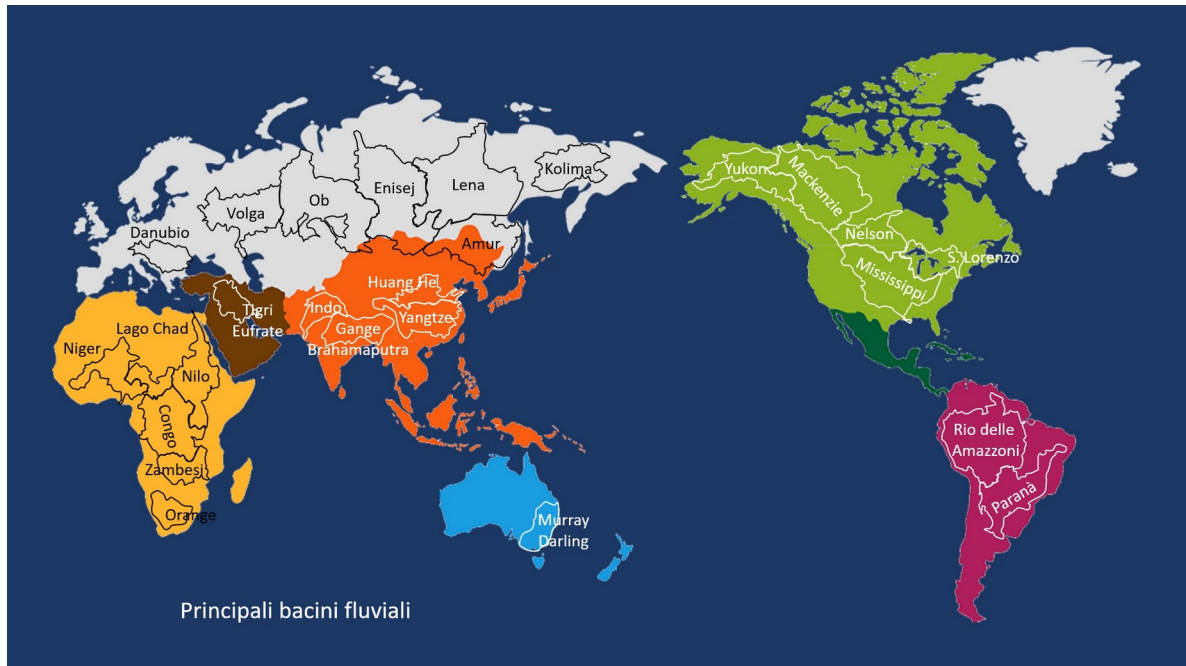 Kolima
Yukon
Mackenzie
Lena
Enisej
Ob
Volga
Danubio
Nelson
Amur
S. Lorenzo
Mississippi
Huang He
Indo
Tigri
Yangtze
Lago Chad
Gange
Eufrate
Niger
Brahamaputra
Nilo
Congo
Rio delle
Amazzoni
Zambesi
Paranà
Orange
Murray
Darling
Principali bacini fluviali